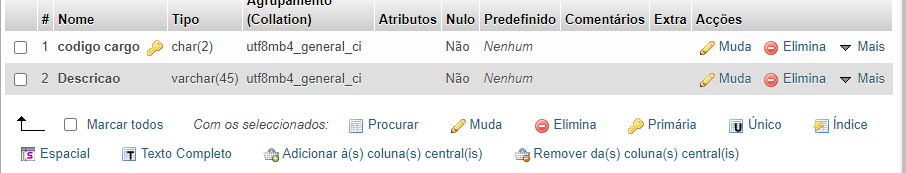 Agrupamento
# Nome Tipo (Collation) Atributos Nulo Predefinido Comentários Extra Acções
1 codigo cargo char(2) utf8mb4_general_ci Não Nenhum Muda Elimina Mais
2 Descricao varchar(45) utf8mb4_general_ci Não Nenhum Muda Elimina Mais
Marcar todos Com os seleccionados: Procurar Muda Elimina Primária Único Índice
Espacial Texto Completo Adicionar à(s) coluna(s) central(is) Remover da(s) coluna(s) central(is)